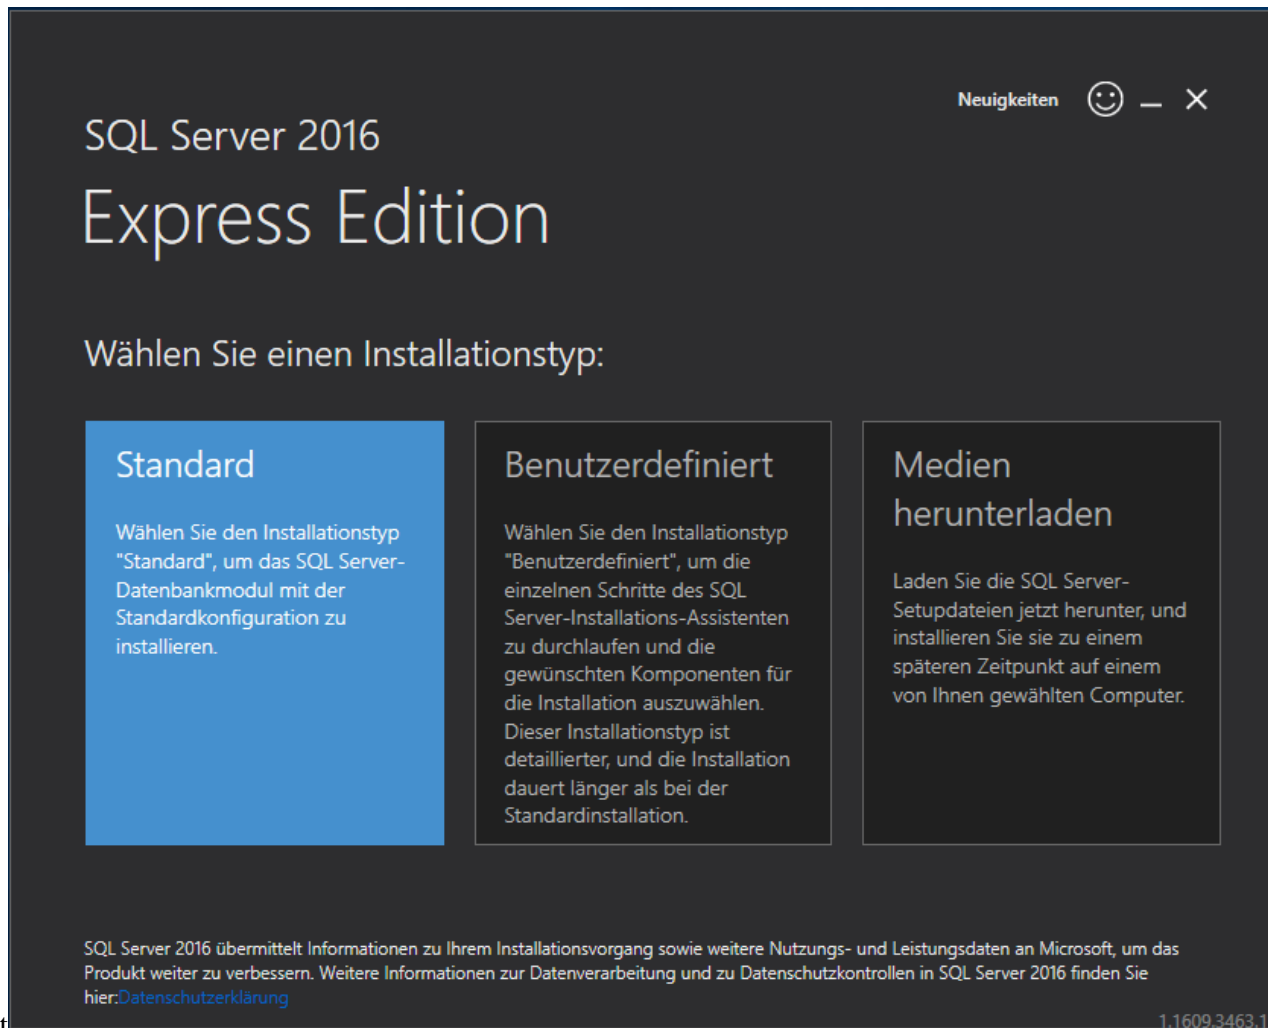 Neuigkeiten
SQL Server 2016
Express Edition
Wählen Sie einen Installationstyp:
Standard
Wählen Sie den Installationstyp
"Standard", um das SQL Server-
Datenbankmodul mit der
Standardkonfiguration zu
installieren.
Benutzerdefiniert
Wählen Sie den Installationstyp
"Benutzerdefiniert", um die
einzelnen Schritte des SQL
Server-Installations-Assistenten
zu durchlaufen und die
gewünschten Komponenten für
die Installation auszuwählen.
Dieser Installationstyp ist
detaillierter, und die Installation
dauert länger als bei der
Standardinstallation.
Medien
herunterladen
Laden Sie die SQL Server-
Setupdateien jetzt herunter, und
installieren Sie sie zu einem
späteren Zeitpunkt auf einem
von Ihnen gewählten Computer.
SQL Server 2016 übermittelt Informationen zu Ihrem Installationsvorgang sowie weitere Nutzungs- und Leistungsdaten an Microsoft, um das
Produkt weiter zu verbessern. Weitere Informationen zur Datenverarbeitung und zu Datenschutzkontrollen in SQL Server 2016 finden Sie
hier:Datenschutzerklärung
t
1.1609.3463.1